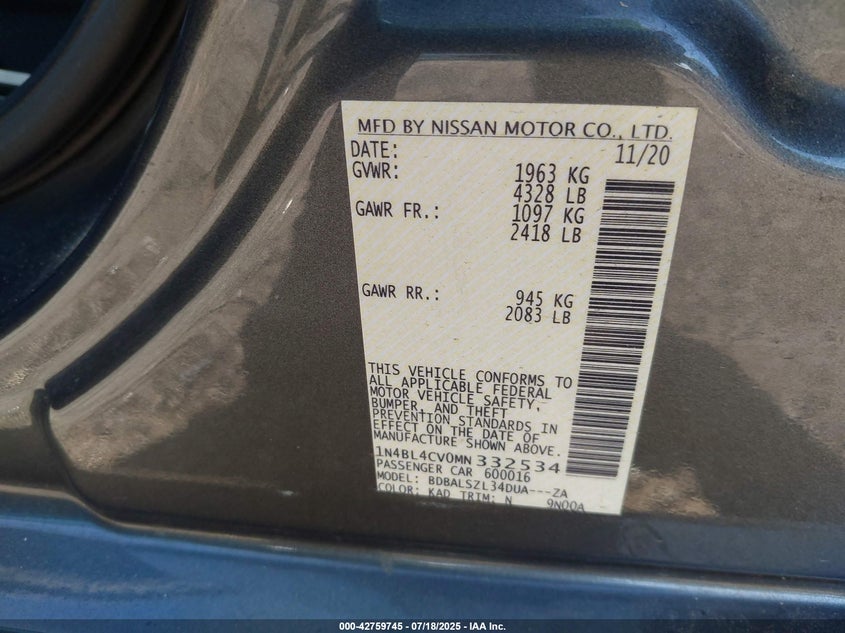 MFD BY NISSAN MOTOR CO., LTD.
DATE: 11/20
GVWR: 1963 KG
4328 LB
GAWR FR.: 1097 KG
2418 LB
GAWR RR.: 945 KG
2083 LB
THIS VEHICLE CONFORMS TO
ALL APPLICABLE FEDERAL
MOTOR VEHICLE SAFETY,
BUMPER, AND THEFT
PREVENTION STANDARDS IN
EFFECT ON THE DATE OF
MANUFACTURE SHOWN ABOVE.
1N4BL4CV0MN332534
PASSENGER CAR 600016
MODEL: BDBALSZL34DUA---ZA
COLOR: KAD TRIM: N 9NOOA
000-42759745 - 07/18/2025 - IAA Inc.